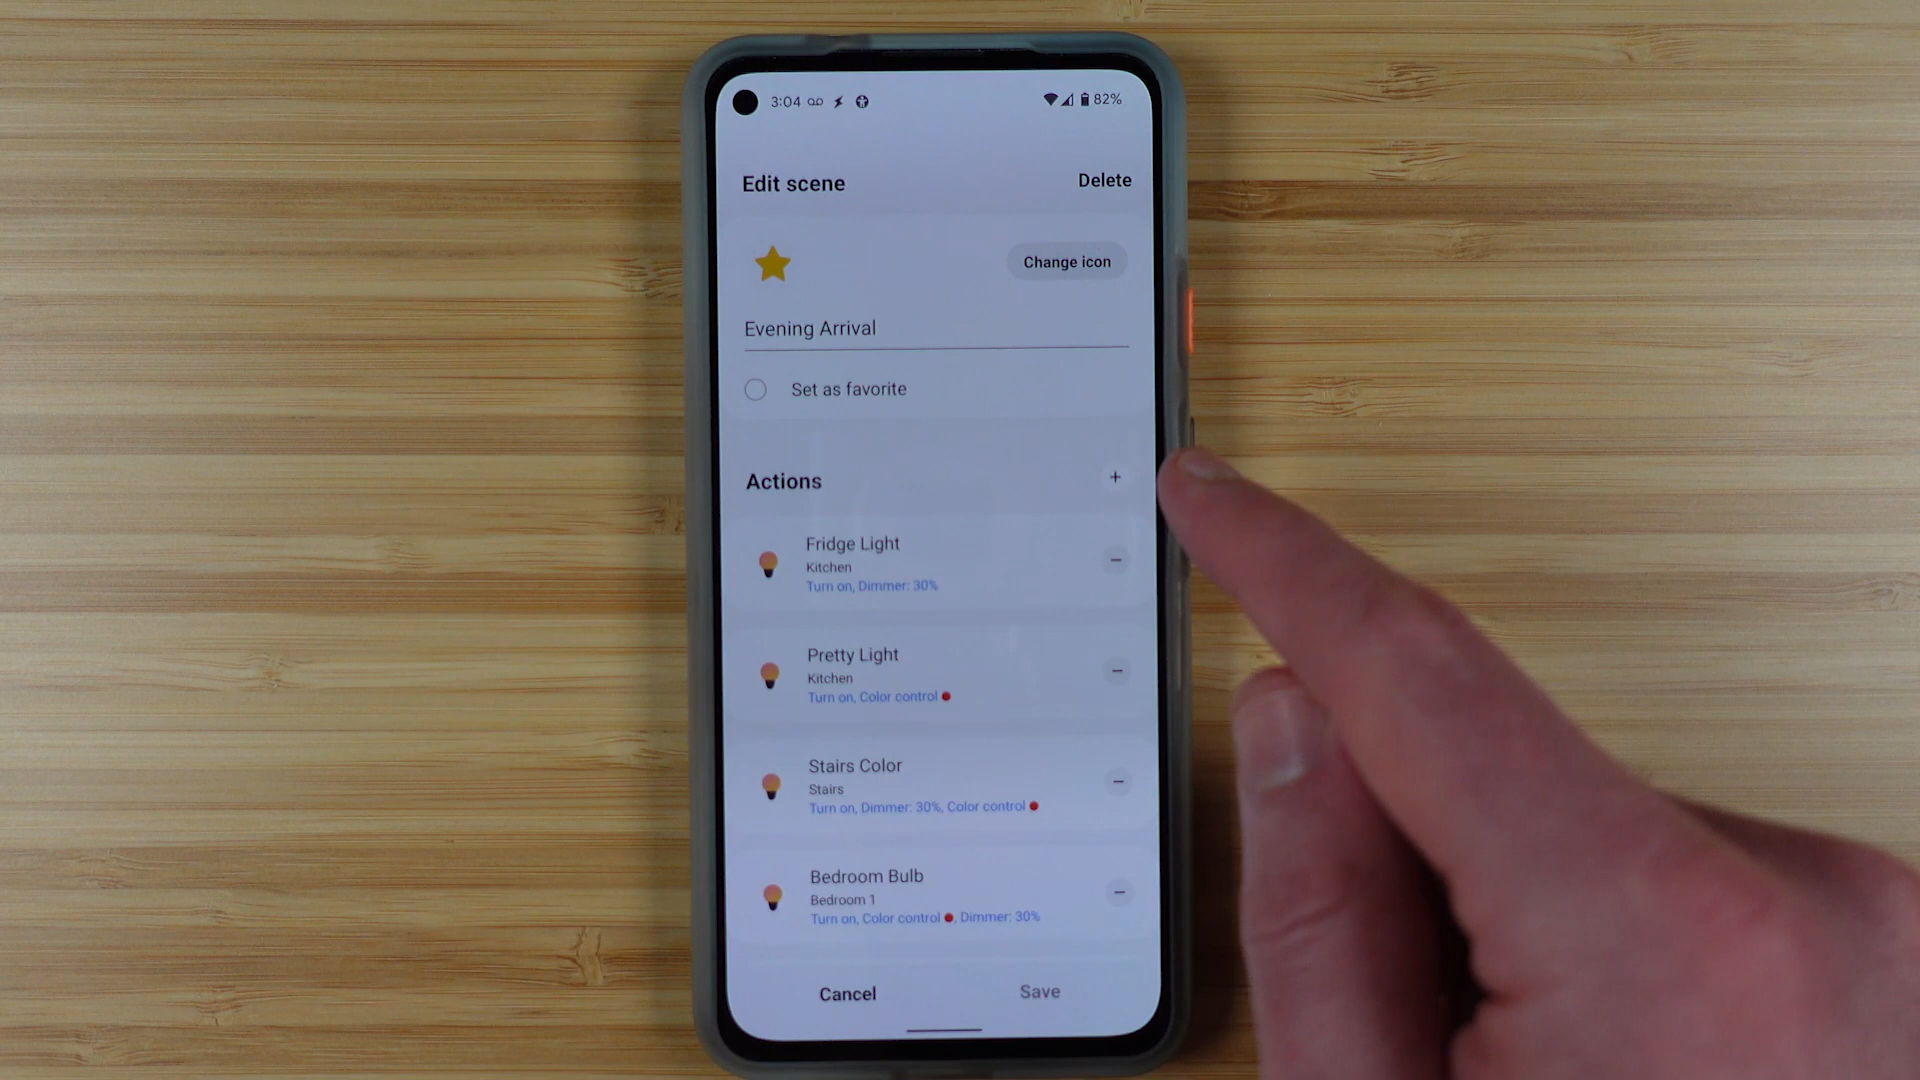 3:04 82%
Edit scene Delete
Change icon
Evening Arrival
Set as favorite
Actions +
Fridge Light
Kitchen
Turn on, Dimmer: 30%
Pretty Light
Kitchen
Turn on, Color control
Stairs Color
Stairs
Turn on, Dimmer: 30%, Color control
Bedroom Bulb
Bedroom 1
Turn on, Color control , Dimmer: 30%
Cancel Save